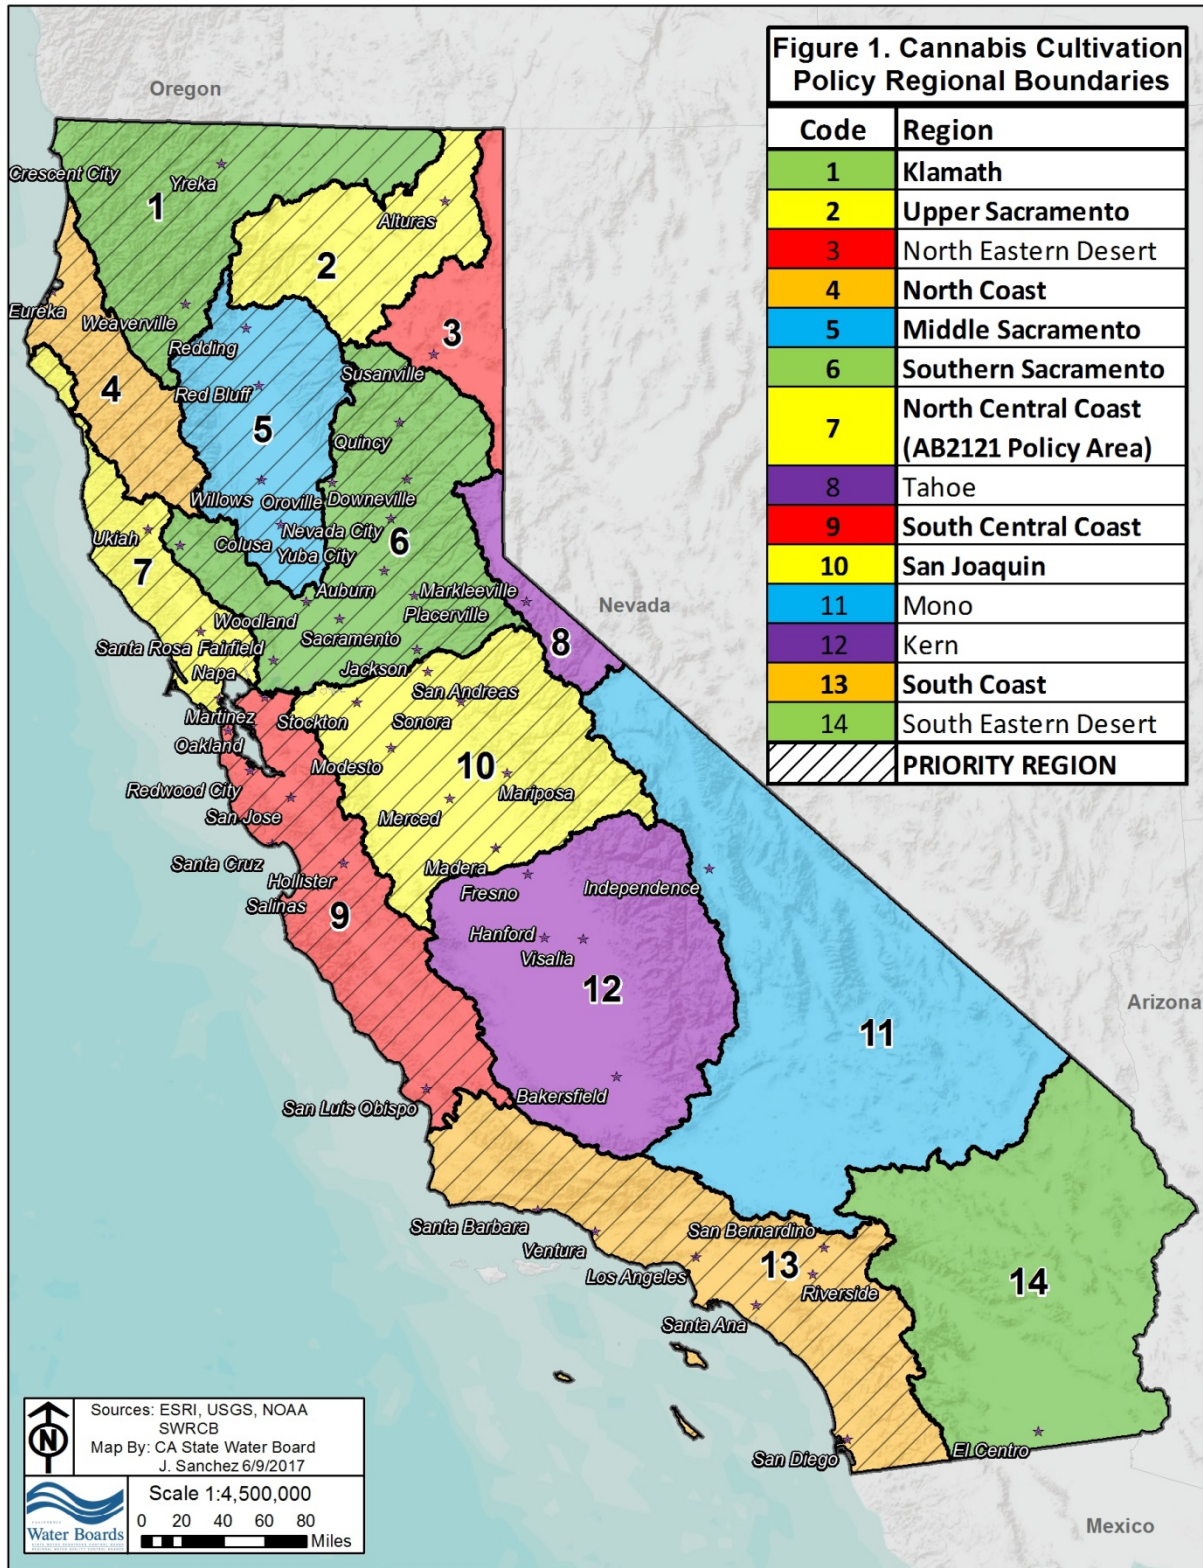 Figure 1. Cannabis Cultivation
Policy Regional Boundaries
Code Region
1 Klamath
2 Upper Sacramento
3 North Eastern Desert
4 North Coast
5 Middle Sacramento
6 Southern Sacramento
7 North Central Coast
(AB2121 Policy Area)
8 Tahoe
9 South Central Coast
10 San Joaquin
11 Mono
12 Kern
13 South Coast
14 South Eastern Desert
PRIORITY REGION
Oregon
Crescent City
Yreka
1
Alturas
2
Eureka
Weaverville
Redding
3
Susanville
4
Red Bluff
5
Quincy
Willows
Oroville
Downeville
Nevada City
Ukiah
Colusa
Yuba City
6
7
Auburn
Markleeville
Nevada
Woodland
Placerville
Sacramento
8
Santa Rosa
Fairfield
Jackson
Napa
San Andreas
Martinez
Stockton
Sonora
Oakland
Modesto
10
Redwood City
Mariposa
San Jose
Merced
Santa Cruz
Madera
Hollister
Fresno
Independence
Salinas
9
Hanford
Visalia
12
Arizona
11
Bakersfield
San Luis Obispo
Santa Barbara
San Bernardino
Ventura
13
Los Angeles
14
Riverside
Santa Ana
San Diego
El Centro
Mexico
N
Sources: ESRI, USGS, NOAA
SWRCB
Map By: CA State Water Board
J. Sanchez 6/9/2017
Scale 1:4,500,000
0 20 40 60 80
Miles
CALIFORNIA
Water Boards